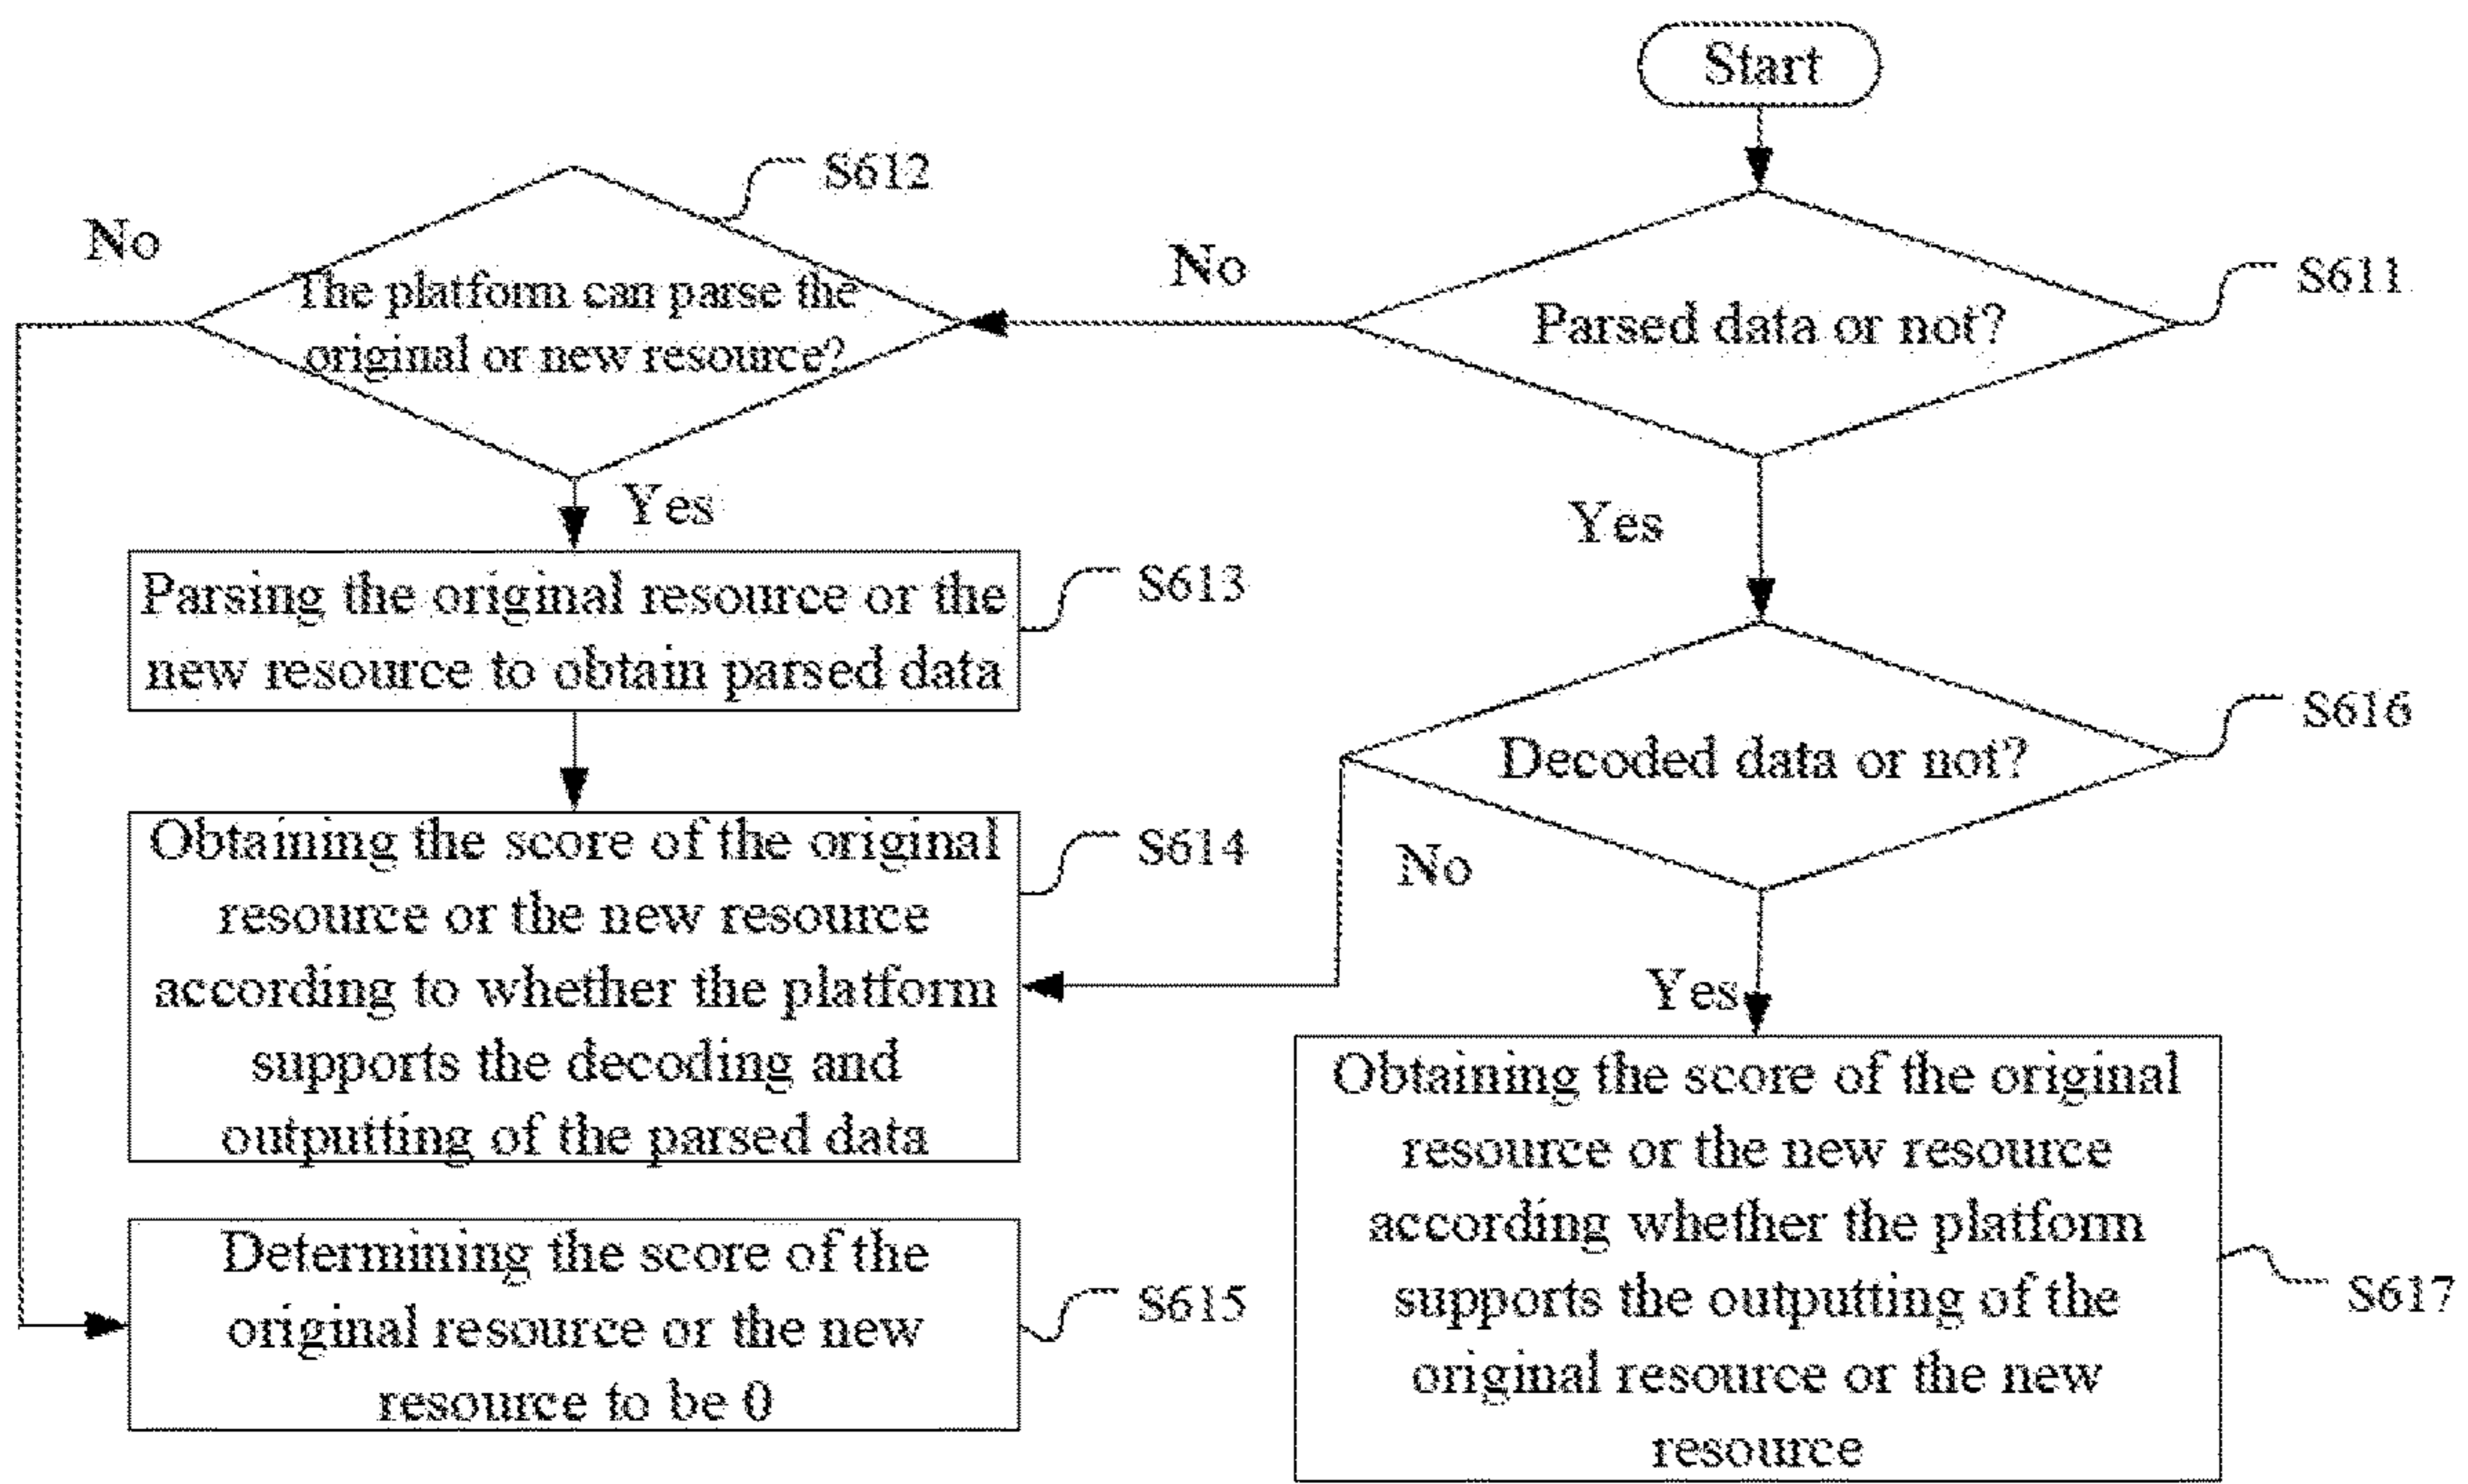 Start
S612
No
The platform can parse the
original or new resource?
No
S611
Parsed data or not?
Yes
Yes
Parsing the original resource or the
new resource to obtain parsed data
S613
S616
Decoded data or not?
Obtaining the score of the original
resource or the new resource
according to whether the platform
supports the decoding and
outputting of the parsed data
S614
No
Yes
Obtaining the score of the original
resource or the new resource
according whether the platform
supports the outputting of the
original resource or the new
resource
S617
Determining the score of the
original resource or the new
resource to be 0
S615